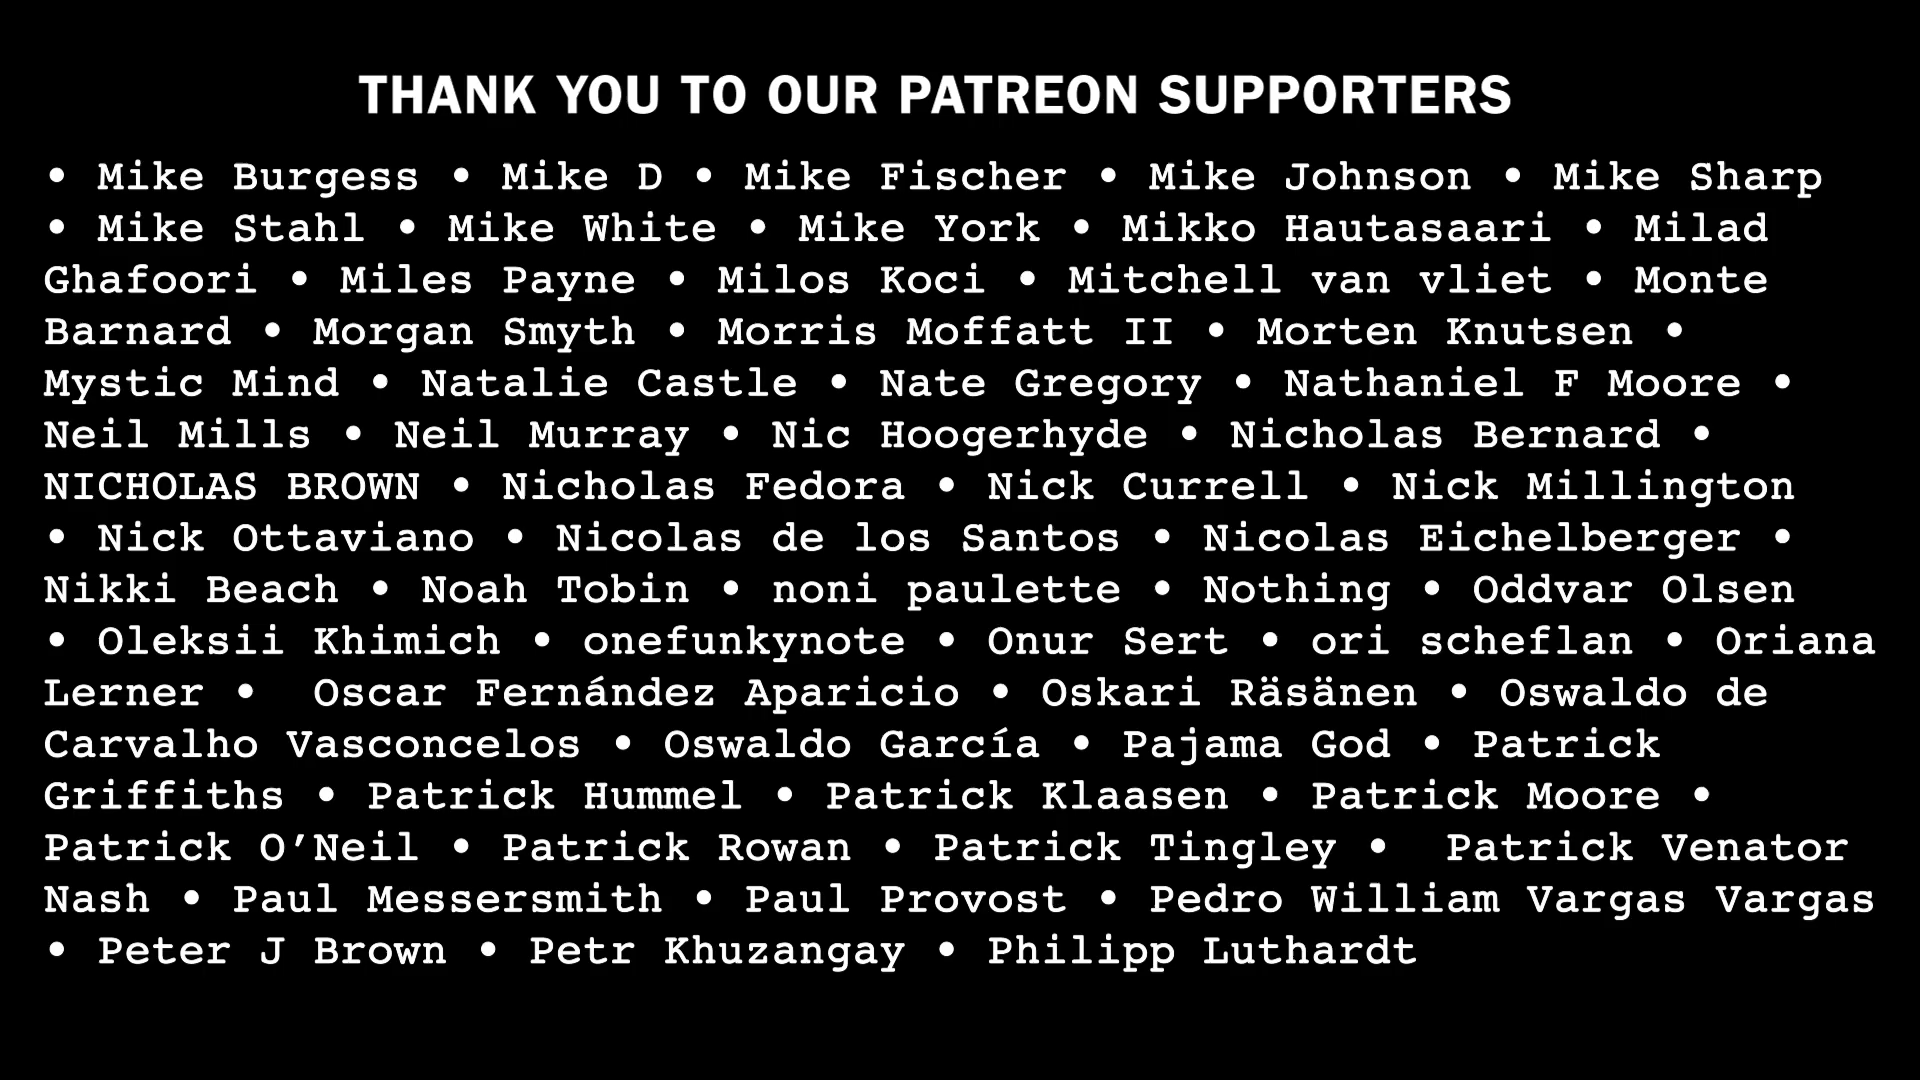 THANK YOU TO OUR PATREON SUPPORTERS
• Mike Burgess • Mike D • Mike Fischer • Mike Johnson • Mike Sharp
• Mike Stahl • Mike White • Mike York • Mikko Hautasaari • Milad
Ghafoori • Miles Payne • Milos Koci • Mitchell van vliet • Monte
Barnard • Morgan Smyth • Morris Moffatt II • Morten Knutsen •
Mystic Mind • Natalie Castle • Nate Gregory • Nathaniel F Moore •
Neil Mills • Neil Murray • Nic Hoogerhyde • Nicholas Bernard •
NICHOLAS BROWN • Nicholas Fedora • Nick Currell • Nick Millington
• Nick Ottaviano • Nicolas de los Santos • Nicolas Eichelberger •
Nikki Beach • Noah Tobin • noni paulette • Nothing • Oddvar Olsen
• Oleksii Khimich • onefunkynote • Onur Sert • ori scheflan • Oriana
Lerner •  Oscar Fernández Aparicio • Oskari Räsänen • Oswaldo de
Carvalho Vasconcelos • Oswaldo García • Pajama God • Patrick
Griffiths • Patrick Hummel • Patrick Klaasen • Patrick Moore •
Patrick O’Neil • Patrick Rowan • Patrick Tingley •  Patrick Venator
Nash • Paul Messersmith • Paul Provost • Pedro William Vargas Vargas
• Peter J Brown • Petr Khuzangay • Philipp Luthardt